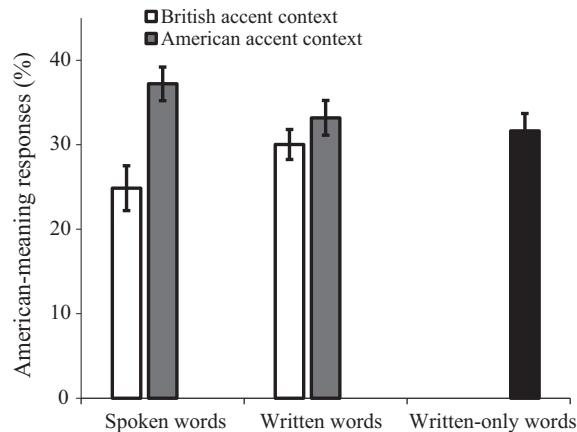 British accent context
American accent context
American-meaning responses (%)
40
30
20
10
0
Spoken words
Written words
Written-only words